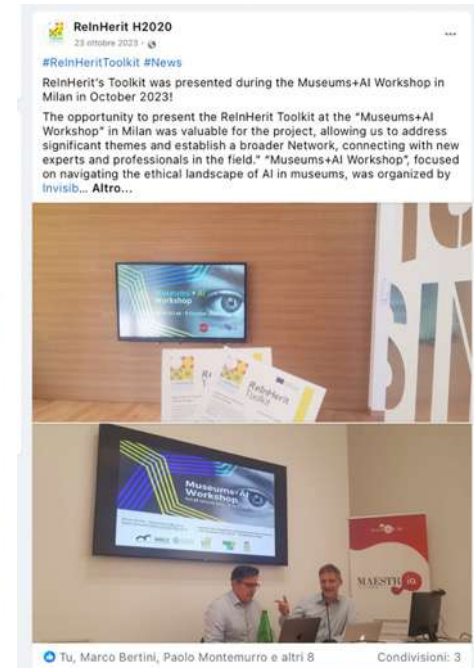 ReInHerit H2020
23 ottobre 2023 ·
#ReInHeritToolkit #News
ReInHerit's Toolkit was presented during the Museums+AI Workshop in
Milan in October 2023!
The opportunity to present the ReInHerit Toolkit at the “Museums+AI
Workshop” in Milan was valuable for the project, allowing us to address
significant themes and establish a broader Network, connecting with new
experts and professionals in the field.” “Museums+AI Workshop”, focused
on navigating the ethical landscape of AI in museums, was organized by
Invisib... Altro...
Museums + AI
Workshop
ReInHerit
Toolkit
Museums+AI
Workshop
MAESTR
Tu, Marco Bertini, Paolo Montemurro e altri 8
Condivisioni: 3